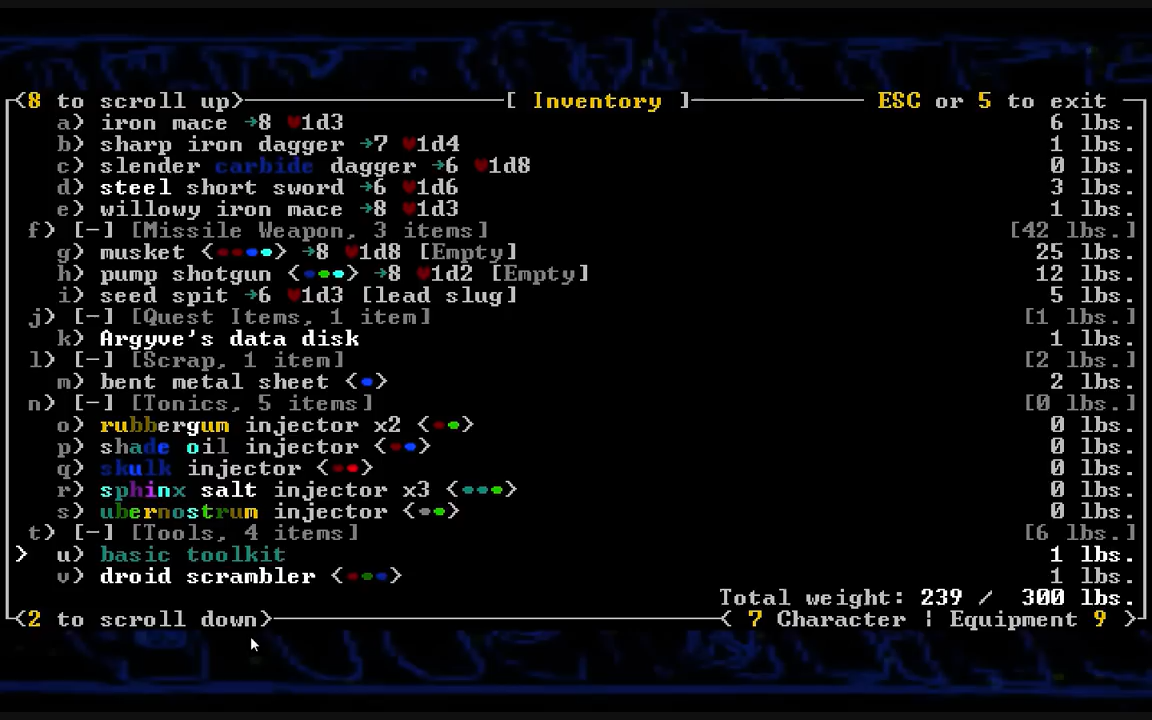 <8 to scroll up> [ Inventory ] ESC or 5 to exit
a) iron mace →8 ♥1d3 6 lbs.
b) sharp iron dagger →7 ♥1d4 1 lbs.
c) slender carbide dagger →6 ♥1d8 0 lbs.
d) steel short sword →6 ♥1d6 3 lbs.
e) willowy iron mace →8 ♥1d3 1 lbs.
f) [-] [Missile Weapon, 3 items] [42 lbs.]
g) musket <••••> →8 ♥1d8 [Empty] 25 lbs.
h) pump shotgun <•••> →8 ♥1d2 [Empty] 12 lbs.
i) seed spit →6 ♥1d3 [lead slug] 5 lbs.
j) [-] [Quest Items, 1 item] [1 lbs.]
k) Argyve's data disk 1 lbs.
l) [-] [Scrap, 1 item] [2 lbs.]
m) bent metal sheet <•> 2 lbs.
n) [-] [Tonics, 5 items] [0 lbs.]
o) rubbergum injector x2 <••> 0 lbs.
p) shade oil injector <••> 0 lbs.
q) skulk injector <••> 0 lbs.
r) sphinx salt injector x3 <•••> 0 lbs.
s) ubernostrum injector <••> 0 lbs.
t) [-] [Tools, 4 items] [6 lbs.]
> u) basic toolkit 1 lbs.
v) droid scrambler <•••> 1 lbs.
Total weight: 239 / 300 lbs.
<2 to scroll down> < 7 Character | Equipment 9 >